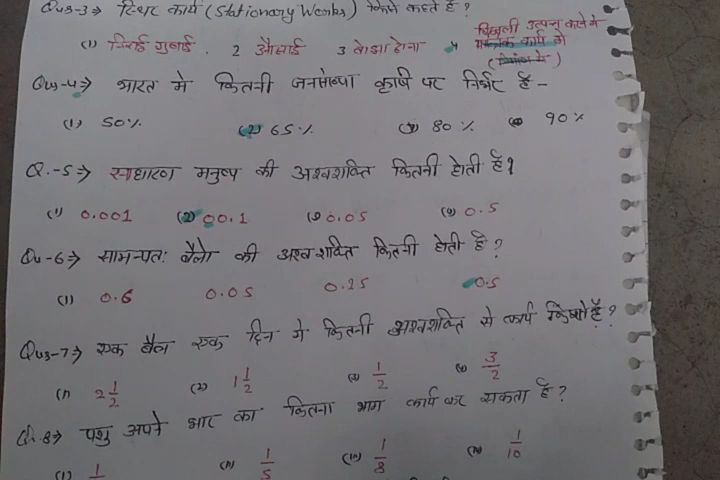 Qus-3⇒ स्थिर कार्य (Stationary Works) किसे कहते है ?
(1) निराई गुडाई . 2 औसाई 3 बोझा ढोना 4 बिजली उत्पन्न करने मे
Qus-4⇒ भारत मे कितनी जनसंख्या कृषि पर निर्भर है -
(1) 50% (2) 65% (3) 80% (4) 90%
Q.-5⇒ साधारण मनुष्य की अश्वशक्ति कितनी होती है?
(1) 0.001 (2) 00.1 (3) 0.05 (4) 0.5
Qu-6⇒ सामन्यतः बैलो की अश्वशक्ति कितनी होती है ?
(1) 0.6 0.05 0.25 0.5
Qus-7⇒ एक बैल एक दिन मे कितनी अश्वशक्ति से कार्य ?
(1) 2 1/2 (2) 1 1/2 (3) 1/2 (4) 3/2
Q.8⇒ पशु अपने भार का कितना भाग कार्य कर सकता है ?
(1) 1 (2) 1/5 (3) 1/8 (4) 1/10